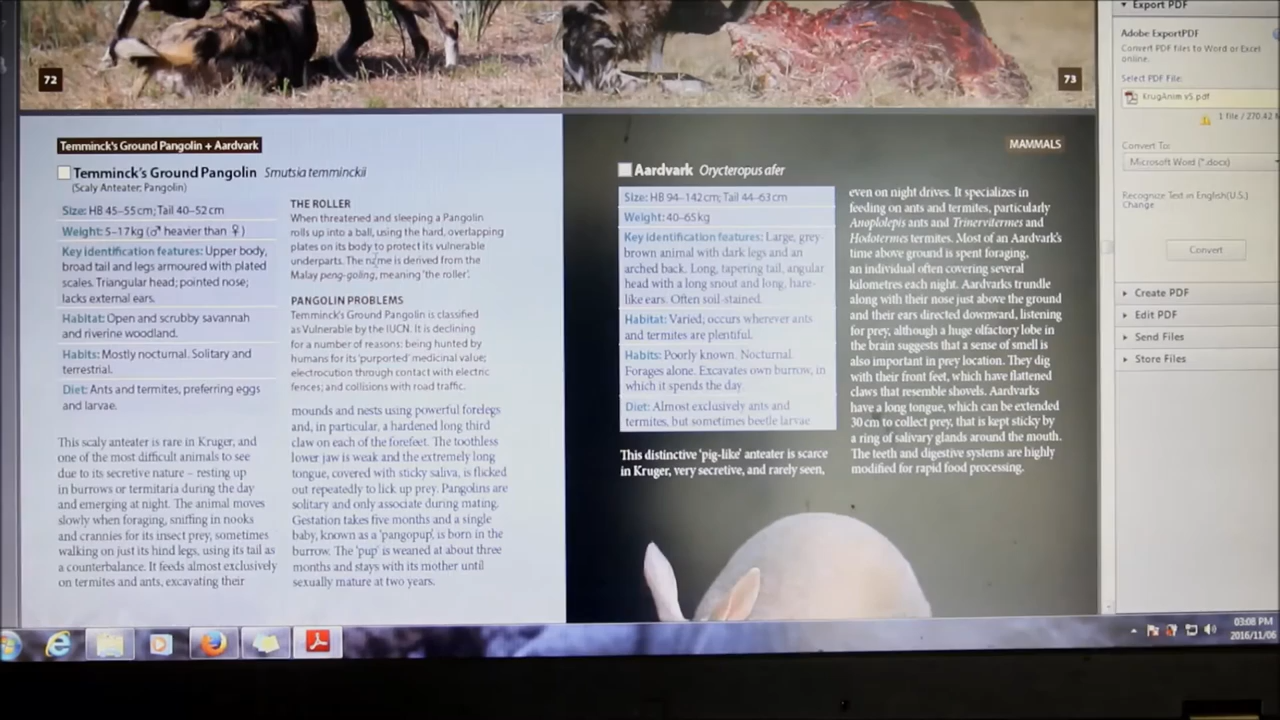 72
73
Temminck's Ground Pangolin + Aardvark
Temminck's Ground Pangolin Smutsia temminckii
(Scaly Anteater; Pangolin)
Size: HB 45–55 cm; Tail 40–52 cm
Weight: 5–17 kg (♂ heavier than ♀)
Key identification features: Upper body,
broad tail and legs armoured with plated
scales. Triangular head; pointed nose;
lacks external ears.
Habitat: Open and scrubby savannah
and riverine woodland.
Habits: Mostly nocturnal. Solitary and
terrestrial.
Diet: Ants and termites, preferring eggs
and larvae.
This scaly anteater is rare in Kruger, and
one of the most difficult animals to see
due to its secretive nature – resting up
in burrows or termitaria during the day
and emerging at night. The animal moves
slowly when foraging, sniffing in nooks
and crannies for its insect prey, sometimes
walking on just its hind legs, using its tail as
a counterbalance. It feeds almost exclusively
on termites and ants, excavating their
THE ROLLER
When threatened and sleeping a Pangolin
rolls up into a ball, using the hard, overlapping
plates on its body to protect its vulnerable
underparts. The name is derived from the
Malay peng-goling, meaning 'the roller'.
PANGOLIN PROBLEMS
Temminck's Ground Pangolin is classified
as Vulnerable by the IUCN. It is declining
for a number of reasons: being hunted by
humans for its 'purported' medicinal value;
electrocution through contact with electric
fences; and collisions with road traffic.
mounds and nests using powerful forelegs
and, in particular, a hardened long third
claw on each of the forefeet. The toothless
lower jaw is weak and the extremely long
tongue, covered with sticky saliva, is flicked
out repeatedly to lick up prey. Pangolins are
solitary and only associate during mating.
Gestation takes five months and a single
baby, known as a 'pangopup', is born in the
burrow. The 'pup' is weaned at about three
months and stays with its mother until
sexually mature at two years.
MAMMALS
Aardvark Orycteropus afer
Size: HB 94–142 cm; Tail 44–63 cm
Weight: 40–65 kg
Key identification features: Large, grey-
brown animal with dark legs and an
arched back. Long, tapering tail, angular
head with a long snout and long, hare-
like ears. Often soil-stained.
Habitat: Varied; occurs wherever ants
and termites are plentiful.
Habits: Poorly known. Nocturnal.
Forages alone. Excavates own burrow, in
which it spends the day.
Diet: Almost exclusively ants and
termites, but sometimes beetle larvae.
This distinctive 'pig-like' anteater is scarce
in Kruger, very secretive, and rarely seen,
even on night drives. It specializes in
feeding on ants and termites, particularly
Anoplolepis ants and Trinervitermes and
Hodotermes termites. Most of an Aardvark's
time above ground is spent foraging,
an individual often covering several
kilometres each night. Aardvarks trundle
along with their nose just above the ground
and their ears directed downward, listening
for prey, although a huge olfactory lobe in
the brain suggests that a sense of smell is
also important in prey location. They dig
with their front feet, which have flattened
claws that resemble shovels. Aardvarks
have a long tongue, which can be extended
30 cm to collect prey, that is kept sticky by
a ring of salivary glands around the mouth.
The teeth and digestive systems are highly
modified for rapid food processing.
Export PDF
Adobe ExportPDF
Convert PDF files to Word or Excel
online.
Select PDF File:
KrugAnim v5.pdf
1 file / 270.42
Convert To:
Microsoft Word (*.docx)
Recognize Text in English(U.S.)
Change
Convert
Create PDF
Edit PDF
Send Files
Store Files
03:08 PM
2016/11/06